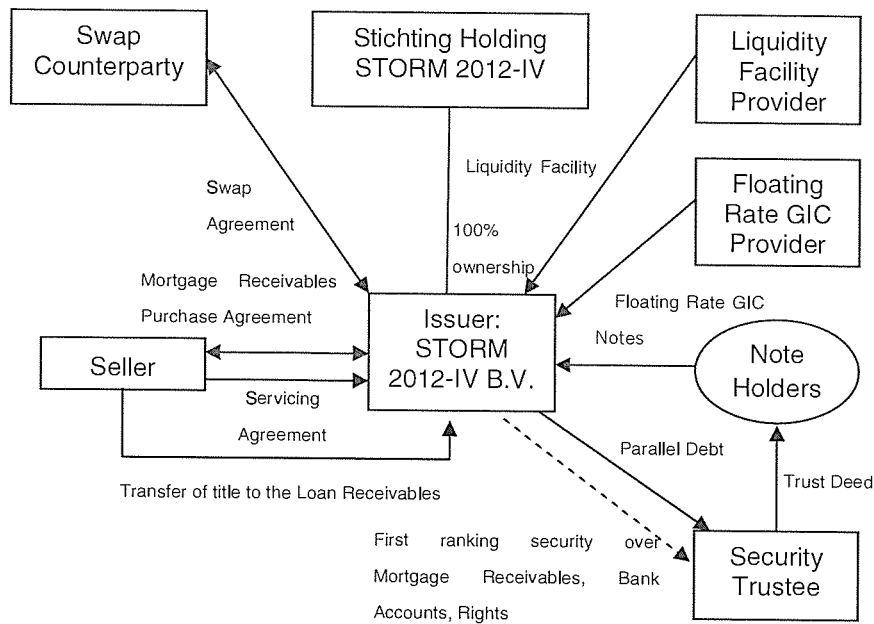 Swap
Counterparty
Stichting Holding
STORM 2012-IV
Liquidity
Facility
Provider
Liquidity Facility
Swap
Agreement
Floating
Rate GIC
Provider
100%
ownership
Mortgage Receivables
Purchase Agreement
Floating Rate GIC
Issuer:
STORM
2012-IV B.V.
Notes
Note
Holders
Seller
Servicing
Agreement
Parallel Debt
Trust Deed
Transfer of title to the Loan Receivables
First ranking security over
Mortgage Receivables, Bank
Accounts, Rights
Security
Trustee